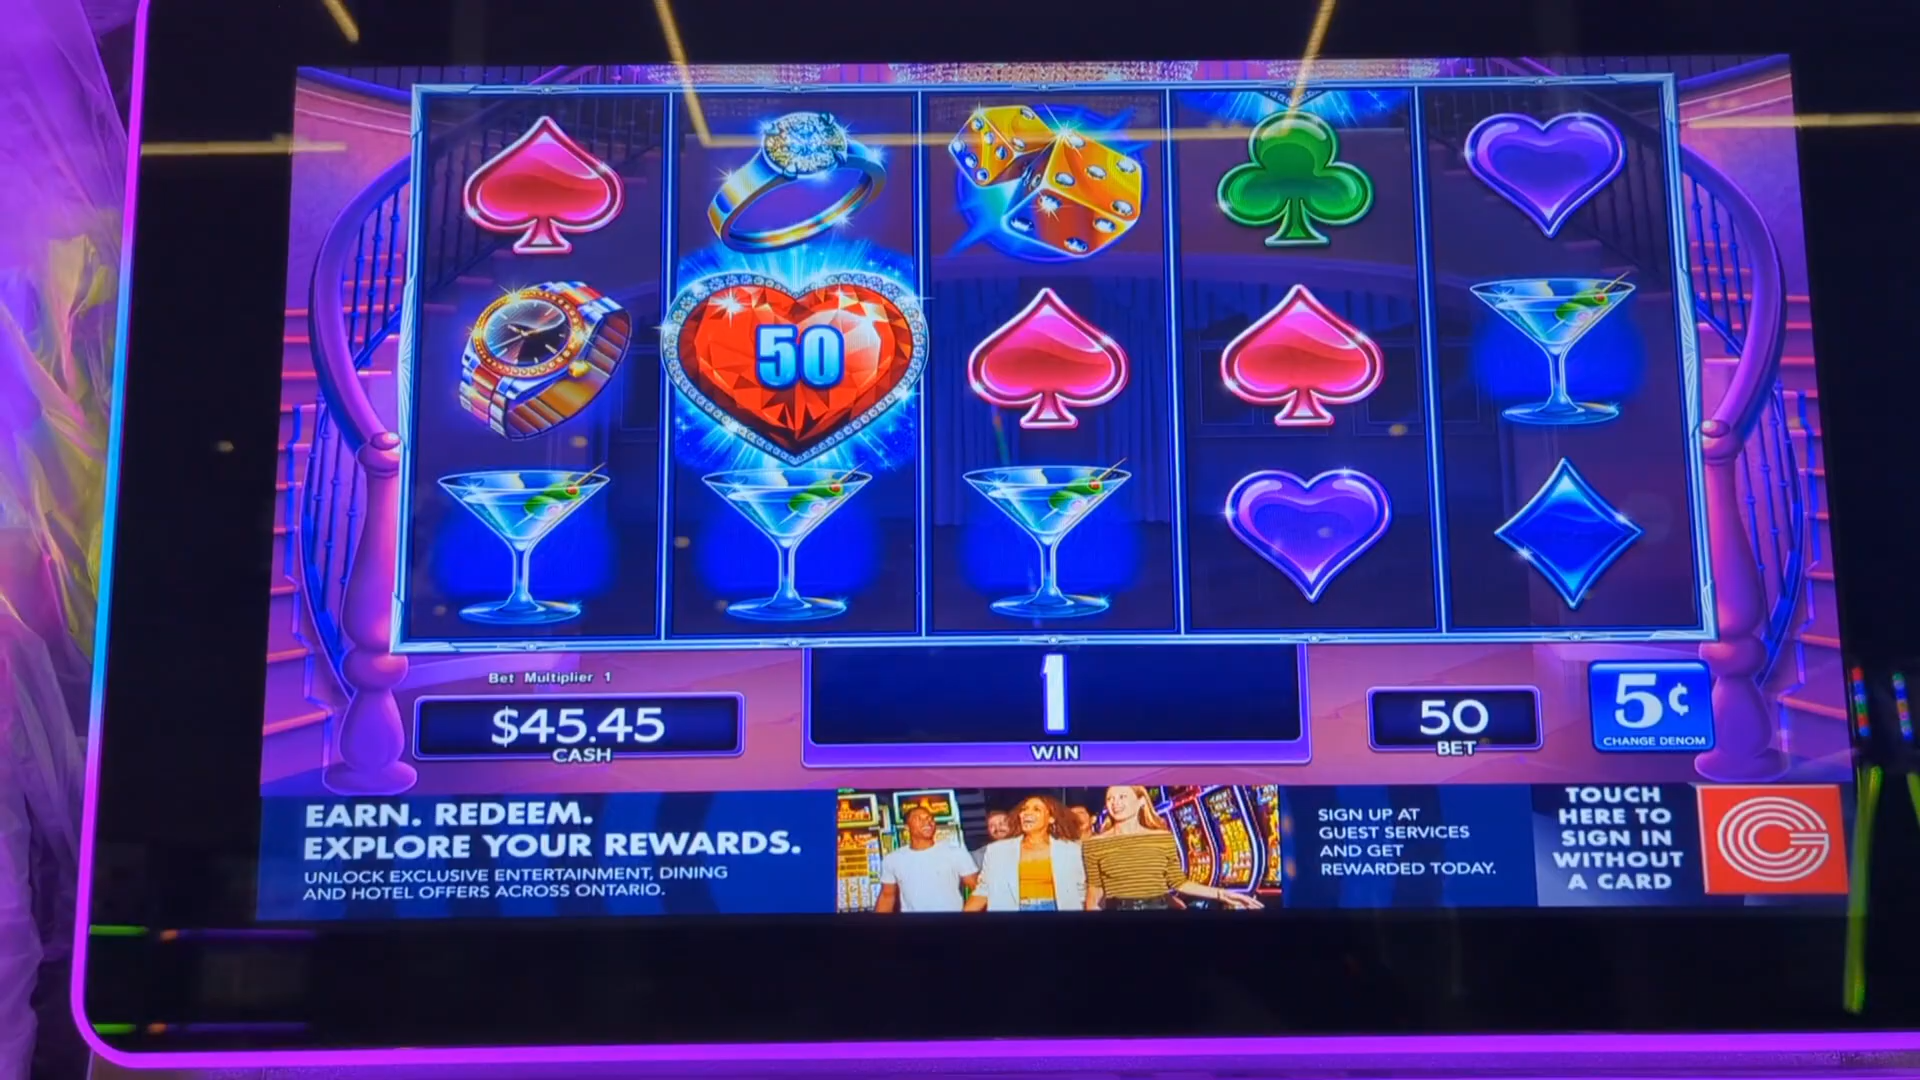 50
Bet Multiplier 1
$45.45
CASH
1
WIN
50
BET
5¢
CHANGE DENOM
EARN. REDEEM.
EXPLORE YOUR REWARDS.
UNLOCK EXCLUSIVE ENTERTAINMENT, DINING
AND HOTEL OFFERS ACROSS ONTARIO.
SIGN UP AT
GUEST SERVICES
AND GET
REWARDED TODAY.
TOUCH
HERE TO
SIGN IN
WITHOUT
A CARD